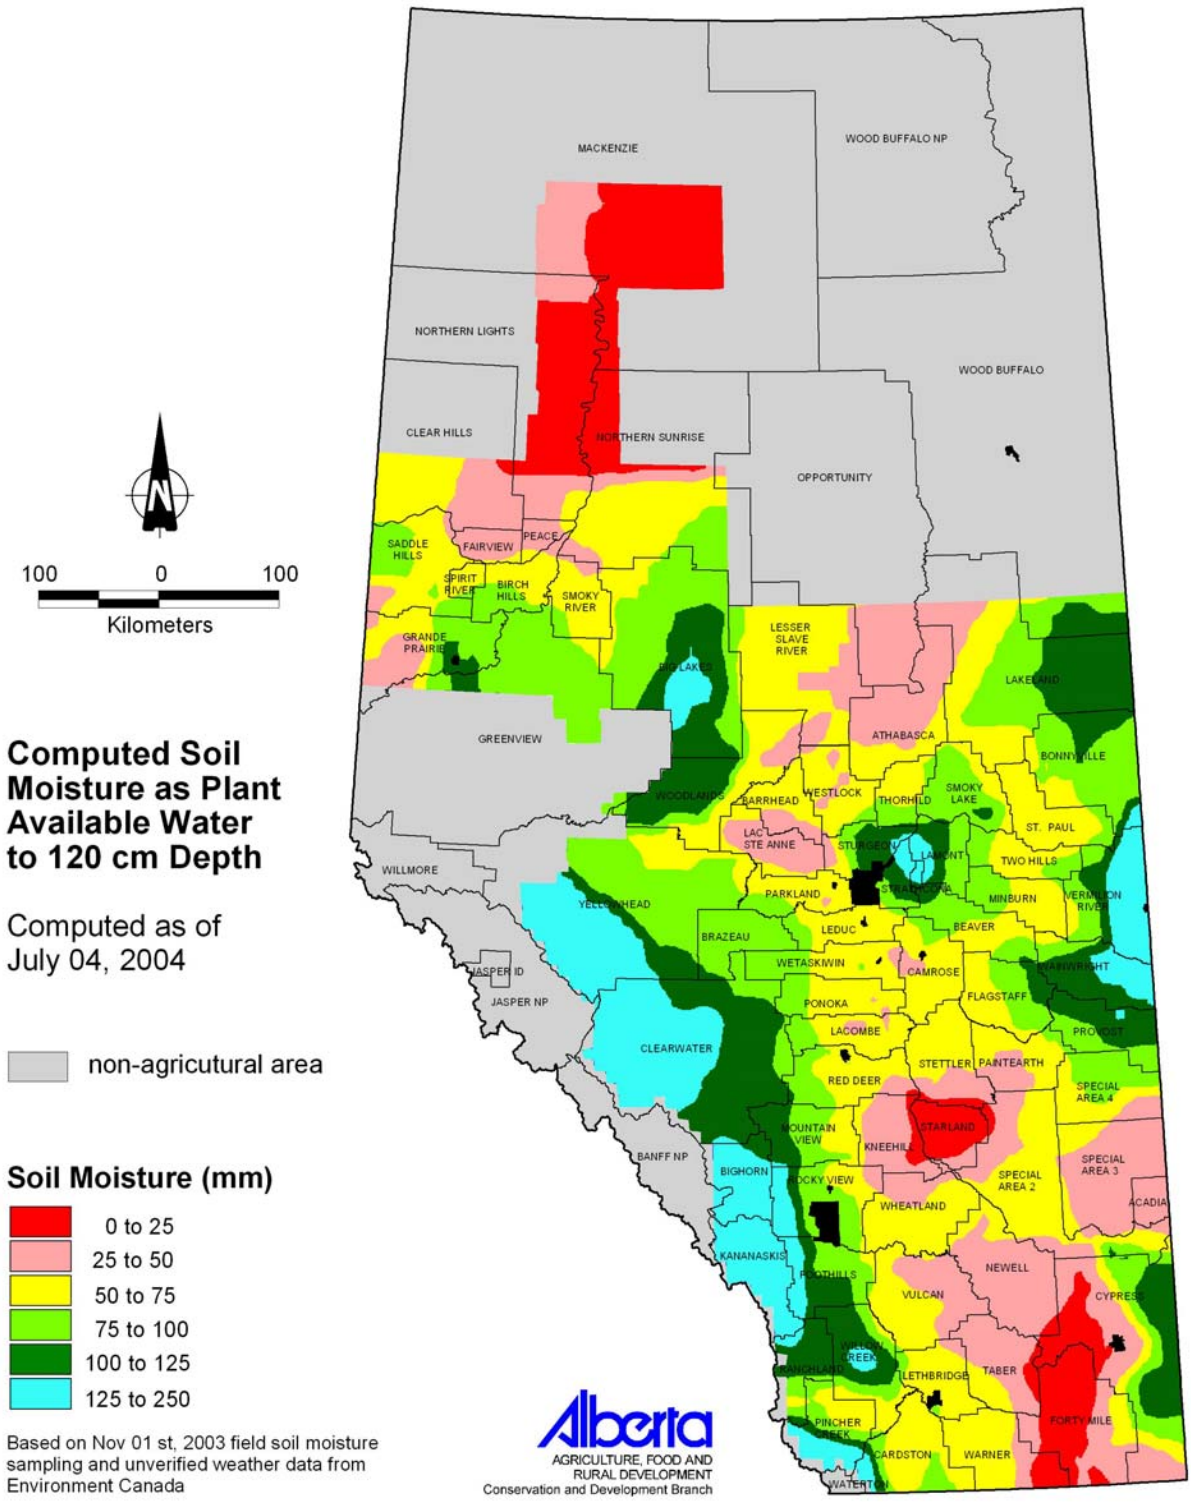 MACKENZIE
WOOD BUFFALO NP
NORTHERN LIGHTS
WOOD BUFFALO
CLEAR HILLS
NORTHERN SUNRISE
OPPORTUNITY
N
SADDLE
HILLS
FAIRVIEW
PEACE
SPIRIT
RIVER
BIRCH
HILLS
SMOKY
RIVER
100 0 100
Kilometers
GRANDE
PRAIRIE
BIG LAKES
LESSER
SLAVE
RIVER
LAKELAND
GREENVIEW
ATHABASCA
BONNYVILLE
Computed Soil
Moisture as Plant
Available Water
to 120 cm Depth
WOODLANDS
BARRHEAD
WESTLOCK
THORHILD
SMOKY
LAKE
ST. PAUL
LAC
STE ANNE
STURGEON
LAMONT
TWO HILLS
WILLMORE
YELLOWHEAD
PARKLAND
STRATHCONA
MINBURN
VERMILION
RIVER
Computed as of
July 04, 2004
BRAZEAU
LEDUC
BEAVER
JASPER ID
JASPER NP
WETASKIWIN
CAMROSE
WAINWRIGHT
PONOKA
FLAGSTAFF
LACOMBE
PROVOST
CLEARWATER
STETTLER
PAINTEARTH
non-agricutural area
RED DEER
SPECIAL
AREA 4
MOUNTAIN
VIEW
KNEEHILL
STARLAND
BANFF NP
BIGHORN
ROCKY VIEW
SPECIAL
AREA 2
SPECIAL
AREA 3
WHEATLAND
ACADIA
Soil Moisture (mm)
0 to 25
25 to 50
50 to 75
75 to 100
100 to 125
125 to 250
KANANASKIS
FOOTHILLS
NEWELL
VULCAN
CYPRESS
WILLOW
CREEK
RANCHLAND
LETHBRIDGE
TABER
PINCHER
CREEK
FORTY MILE
CARDSTON
WARNER
WATERTON
Based on Nov 01 st, 2003 field soil moisture
sampling and unverified weather data from
Environment Canada
Alberta
AGRICULTURE, FOOD AND
RURAL DEVELOPMENT
Conservation and Development Branch